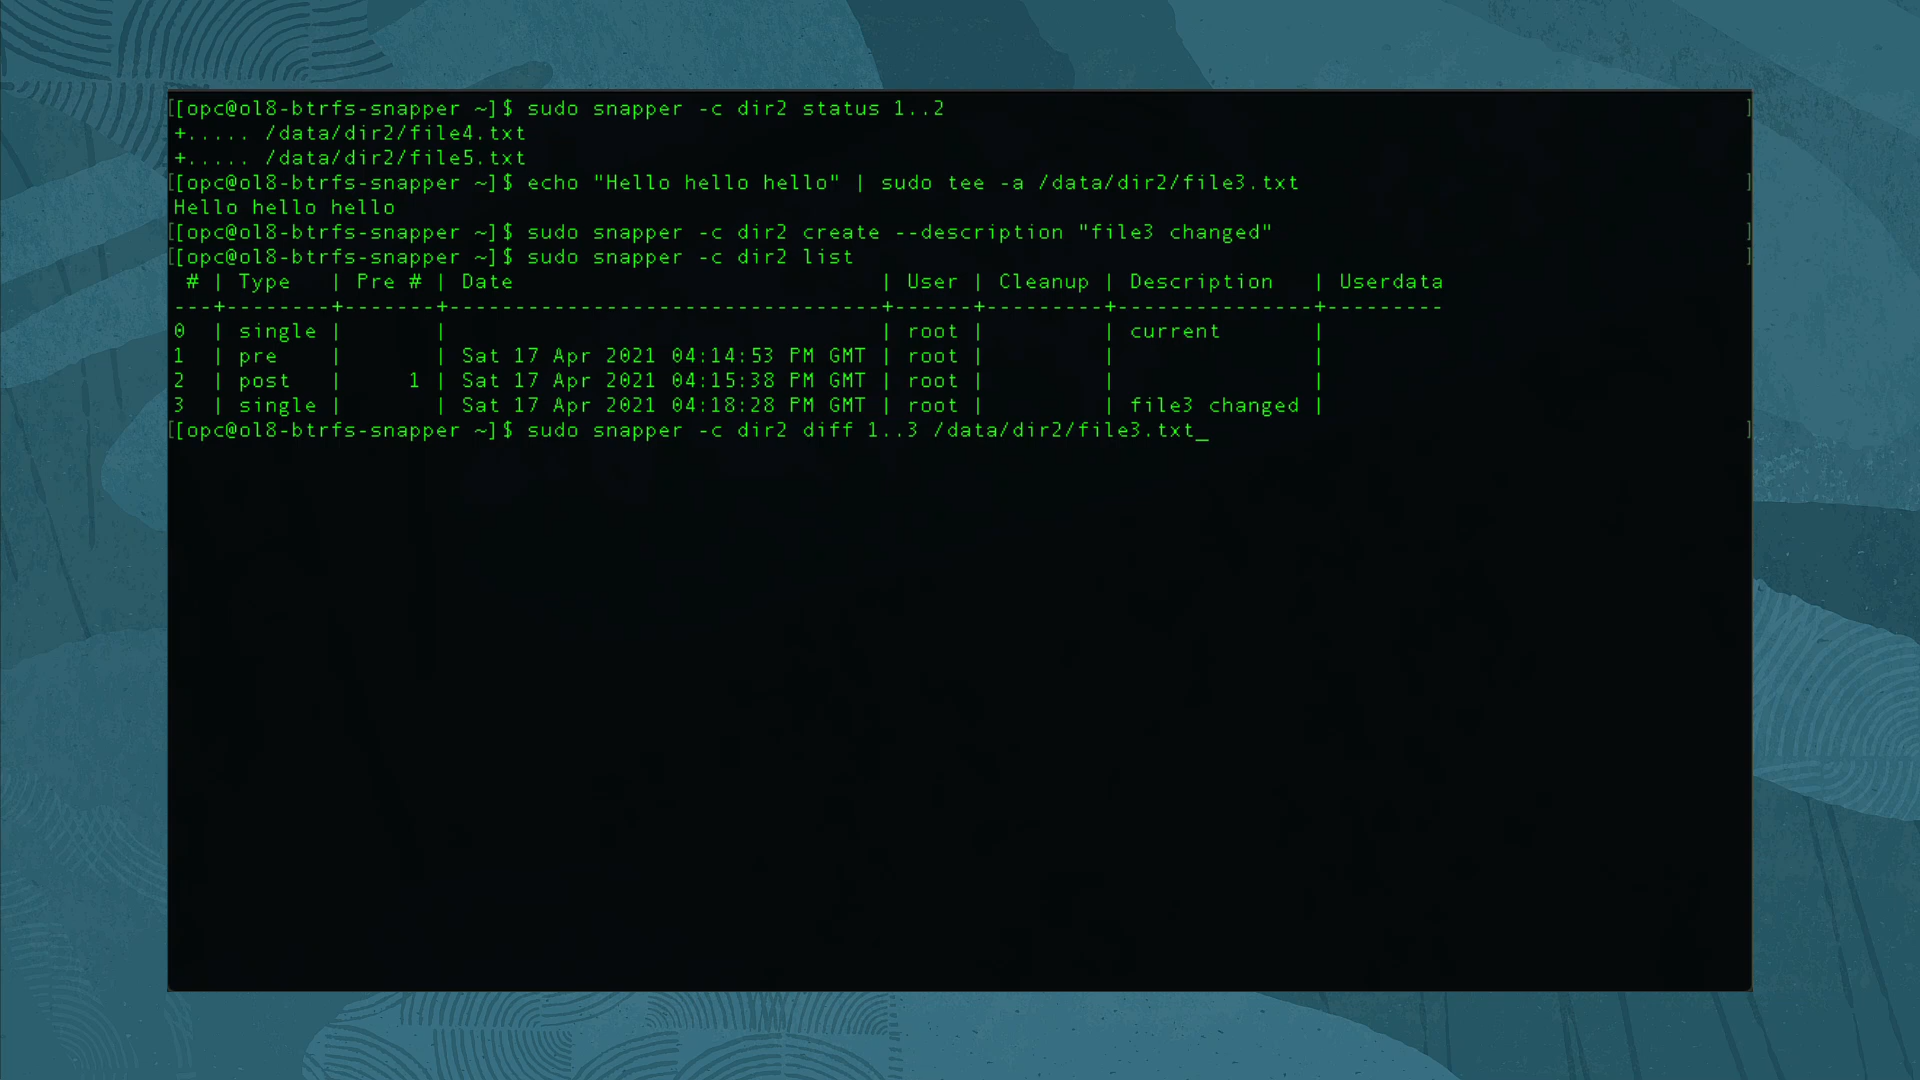 [[opc@ol8-btrfs-snapper ~]$ sudo snapper -c dir2 status 1..2 ]
+..... /data/dir2/file4.txt
+..... /data/dir2/file5.txt
[[opc@ol8-btrfs-snapper ~]$ echo "Hello hello hello" | sudo tee -a /data/dir2/file3.txt ]
Hello hello hello
[[opc@ol8-btrfs-snapper ~]$ sudo snapper -c dir2 create --description "file3 changed" ]
[[opc@ol8-btrfs-snapper ~]$ sudo snapper -c dir2 list ]
 # | Type   | Pre # | Date                            | User | Cleanup | Description   | Userdata
---+--------+-------+---------------------------------+------+---------+---------------+---------
0  | single |       |                                 | root |         | current       |
1  | pre    |       | Sat 17 Apr 2021 04:14:53 PM GMT | root |         |               |
2  | post   |     1 | Sat 17 Apr 2021 04:15:38 PM GMT | root |         |               |
3  | single |       | Sat 17 Apr 2021 04:18:28 PM GMT | root |         | file3 changed |
[[opc@ol8-btrfs-snapper ~]$ sudo snapper -c dir2 diff 1..3 /data/dir2/file3.txt_ ]